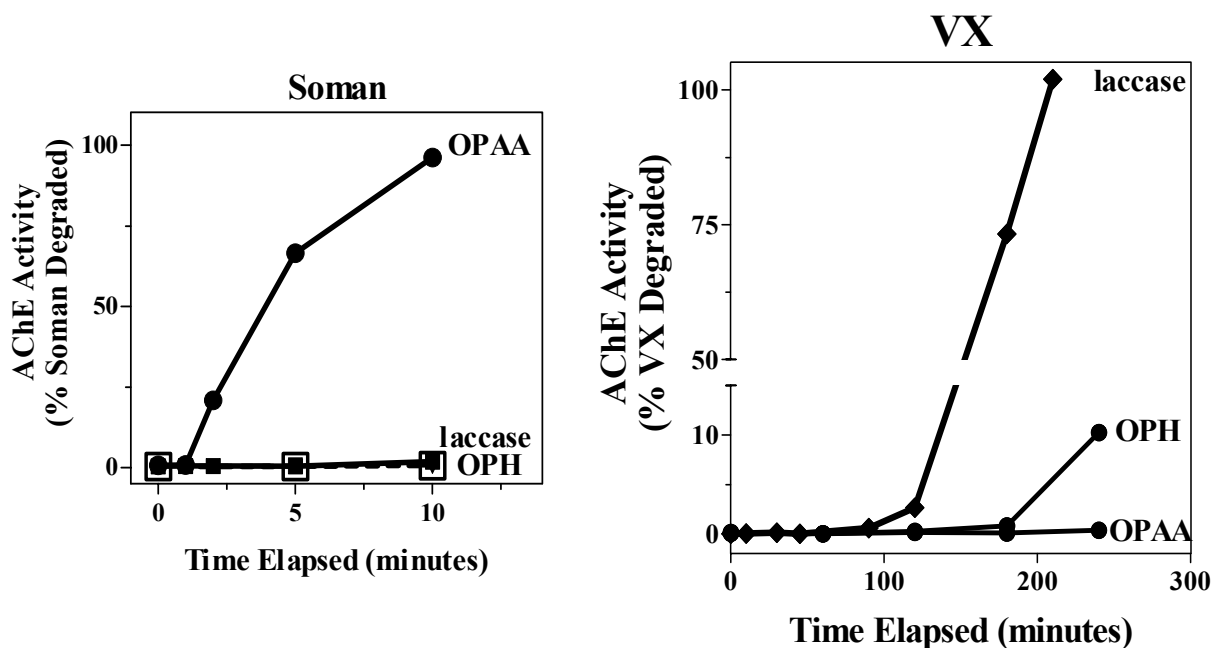 Soman
AChE Activity
(% Soman Degraded)
100
50
0
OPAA
laccase
OPH
0 5 10
Time Elapsed (minutes)
VX
AChE Activity
(% VX Degraded)
100
75
50
10
0
laccase
OPH
OPAA
0 100 200 300
Time Elapsed (minutes)